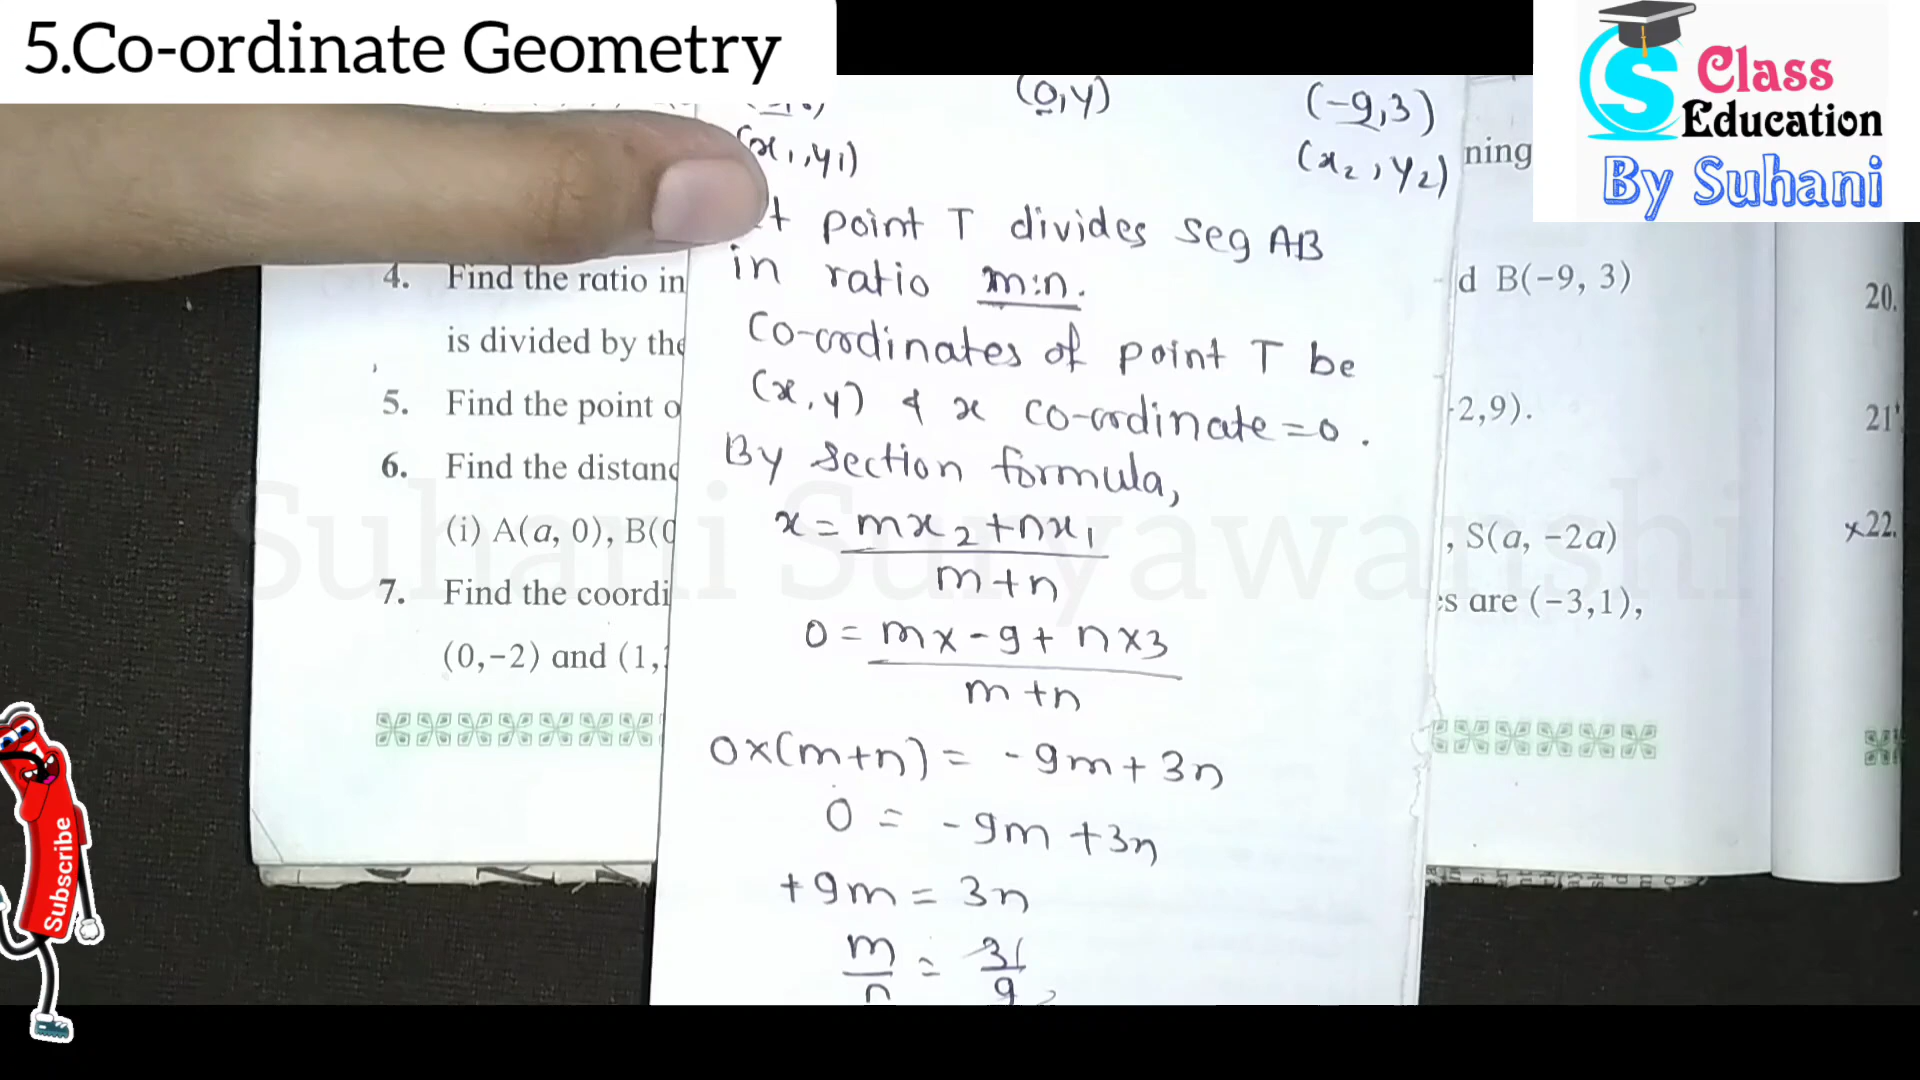 5.Co-ordinate Geometry
Class
Education
By Suhani
(0,y)
(-9,3)
(x₁,y₁)
(x₂,y₂)
ning
point T divides seg AB
in ratio m:n.
Co-ordinates of point T be
(x,y) & x co-ordinate=0.
By section formula,
x = mx₂+nx₁
m+n
0 = mx-9+nx3
m+n
0x(m+n) = -9m+3n
0 = -9m+3n
+9m = 3n
m = 31
n 9
4. Find the ratio in
d B(-9, 3)
is divided by the
5. Find the point o
-2,9).
6. Find the distanc
(i) A(a, 0), B(0
, S(a, -2a)
7. Find the coordi
es are (-3,1),
(0,-2) and (1,
20.
21
x22.
Suhani Suryawanshi
Subscribe